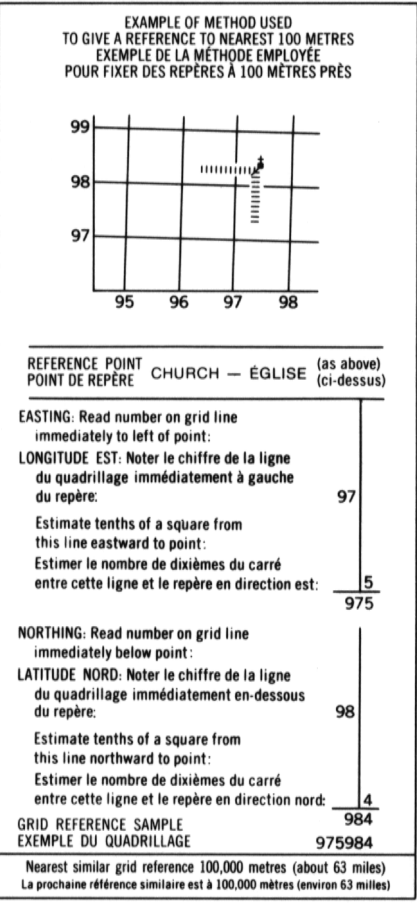 EXAMPLE OF METHOD USED
TO GIVE A REFERENCE TO NEAREST 100 METRES
EXEMPLE DE LA MÉTHODE EMPLOYÉE
POUR FIXER DES REPÈRES À 100 MÈTRES PRÈS
99
98
97
95 96 97 98
REFERENCE POINT
POINT DE REPÈRE
CHURCH — ÉGLISE
(as above)
(ci-dessus)
EASTING: Read number on grid line
immediately to left of point:
LONGITUDE EST: Noter le chiffre de la ligne
du quadrillage immédiatement à gauche
du repère: 97
Estimate tenths of a square from
this line eastward to point:
Estimer le nombre de dixièmes du carré
entre cette ligne et le repère en direction est: 5
975
NORTHING: Read number on grid line
immediately below point:
LATITUDE NORD: Noter le chiffre de la ligne
du quadrillage immédiatement en-dessous
du repère: 98
Estimate tenths of a square from
this line northward to point:
Estimer le nombre de dixièmes du carré
entre cette ligne et le repère en direction nord: 4
984
GRID REFERENCE SAMPLE
EXEMPLE DU QUADRILLAGE 975984
Nearest similar grid reference 100,000 metres (about 63 miles)
La prochaine référence similaire est à 100,000 mètres (environ 63 milles)